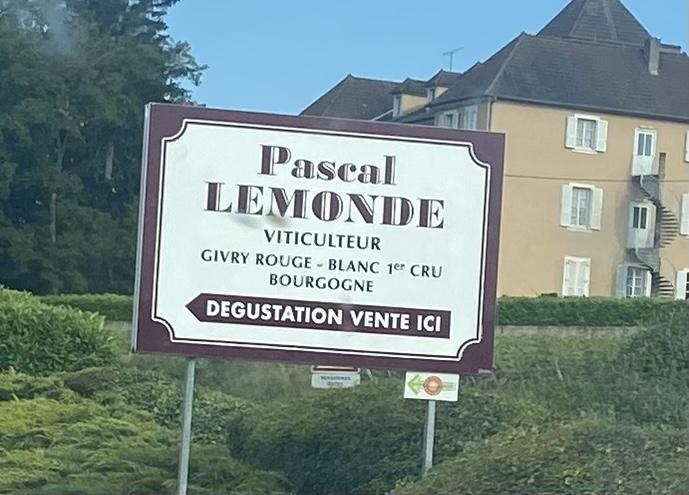 Pascal
LEMONDE
VITICULTEUR
GIVRY ROUGE - BLANC 1er CRU
BOURGOGNE
DEGUSTATION VENTE ICI